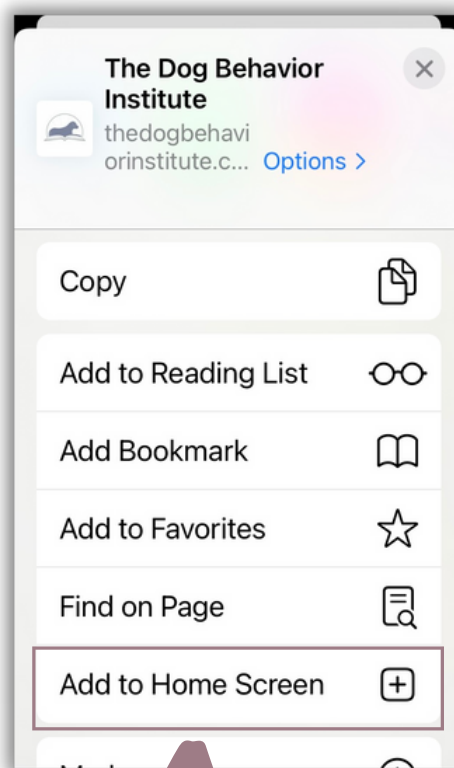 The Dog Behavior
Institute
thedogbehavi
orinstitute.c... Options >
Copy
Add to Reading List
Add Bookmark
Add to Favorites
Find on Page
Add to Home Screen